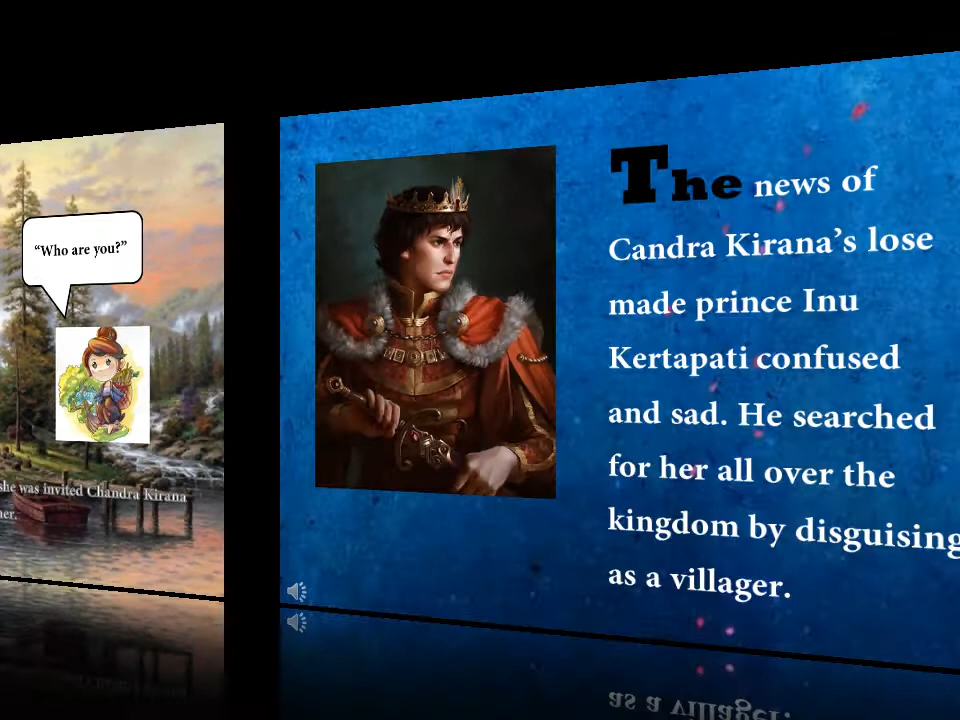 “Who are you?”
she was invited Chandra Kirana
her.
The news of
Candra Kirana’s lose
made prince Inu
Kertapati confused
and sad. He searched
for her all over the
kingdom by disguising
as a villager.